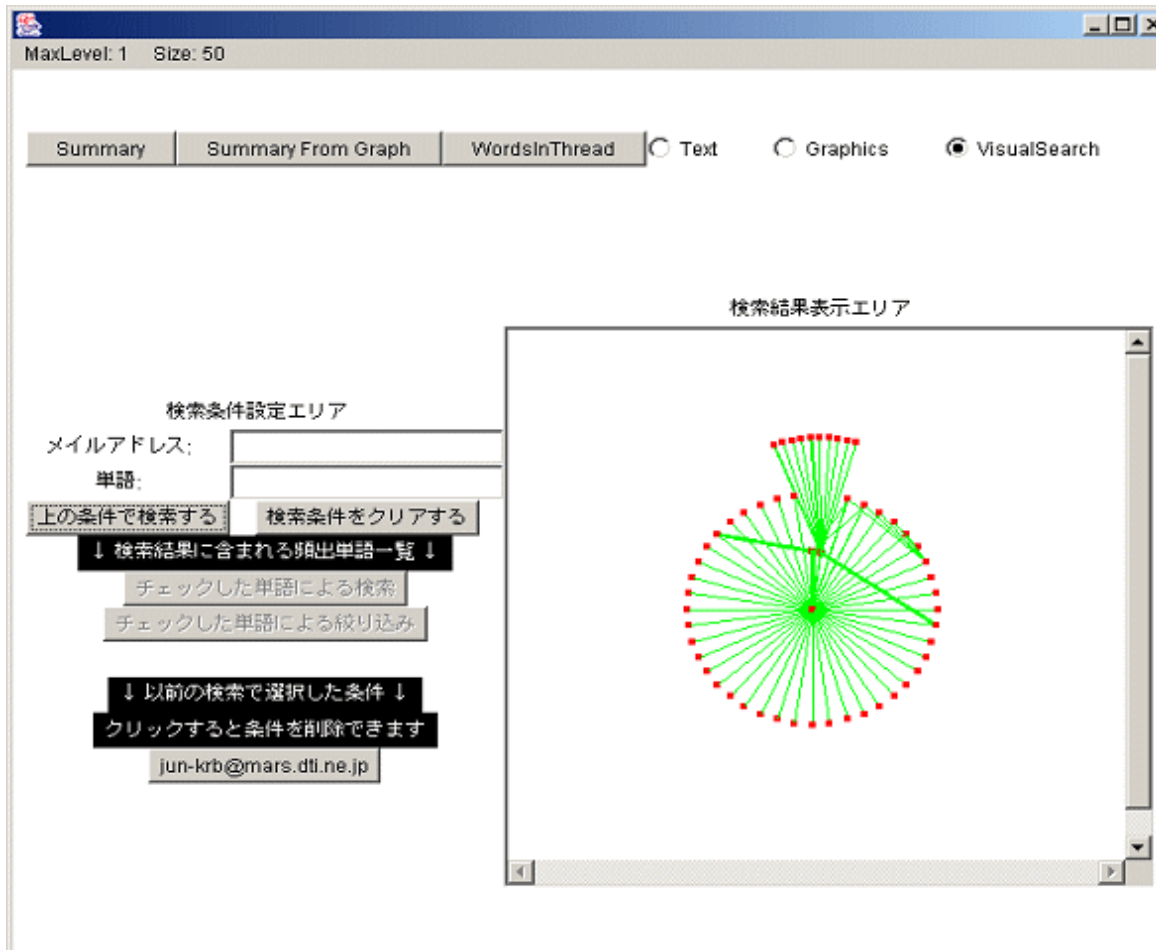 MaxLevel: 1 Size: 50
Summary Summary From Graph WordsInThread Text Graphics VisualSearch
検索結果表示エリア
検索条件設定エリア
メイルアドレス:
単語:
上の条件で検索する 検索条件をクリアする
↓ 検索結果に含まれる頻出単語一覧 ↓
チェックした単語による検索
チェックした単語による絞り込み
↓ 以前の検索で選択した条件 ↓
クリックすると条件を削除できます
jun-krb@mars.dti.ne.jp